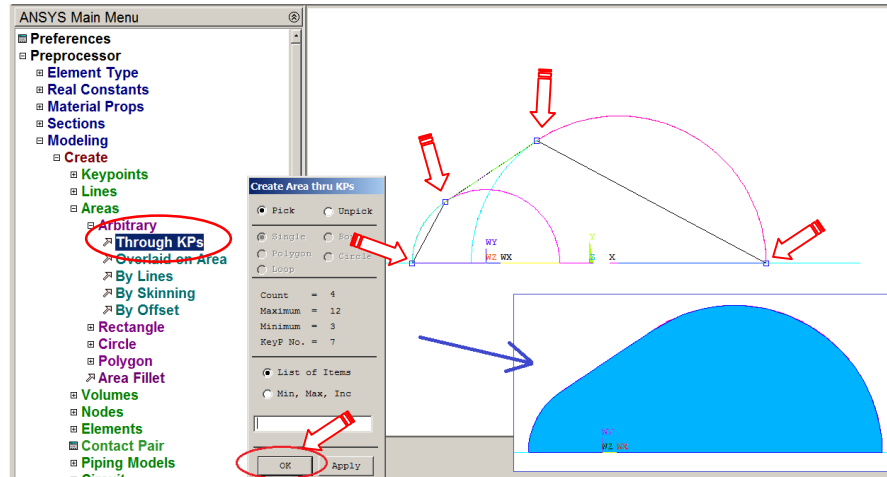 ANSYS Main Menu
Preferences
Preprocessor
Element Type
Real Constants
Material Props
Sections
Modeling
Create
Keypoints
Lines
Areas
Arbitrary
Through KPs
Overlaid on Area
By Lines
By Skinning
By Offset
Rectangle
Circle
Polygon
Area Fillet
Volumes
Nodes
Elements
Contact Pair
Piping Models
Create Area thru KPs
Pick Unpick
Single
Polygon Circle
Loop
Count = 4
Maximum = 12
Minimum = 3
KeyP No. = 7
List of Items
Min, Max, Inc
OK Apply
WY
WZ WX
Y
X
WZ WX